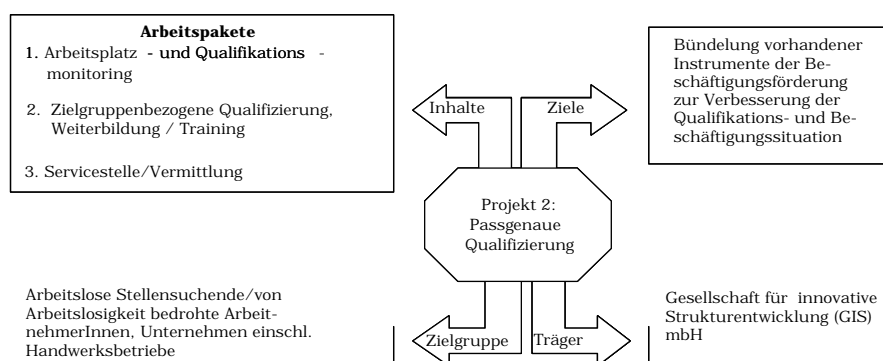 Arbeitspakete
1. Arbeitsplatz - und Qualifikations -
monitoring
2. Zielgruppenbezogene Qualifizierung,
Weiterbildung / Training
3. Servicestelle/Vermittlung
Inhalte
Ziele
Bündelung vorhandener
Instrumente der Be-
schäftigungsförderung
zur Verbesserung der
Qualifikations- und Be-
schäftigungssituation
Projekt 2:
Passgenaue
Qualifizierung
Arbeitslose Stellensuchende/von
Arbeitslosigkeit bedrohte Arbeit-
nehmerInnen, Unternehmen einschl.
Handwerksbetriebe
Zielgruppe
Träger
Gesellschaft für innovative
Strukturentwicklung (GIS)
mbH